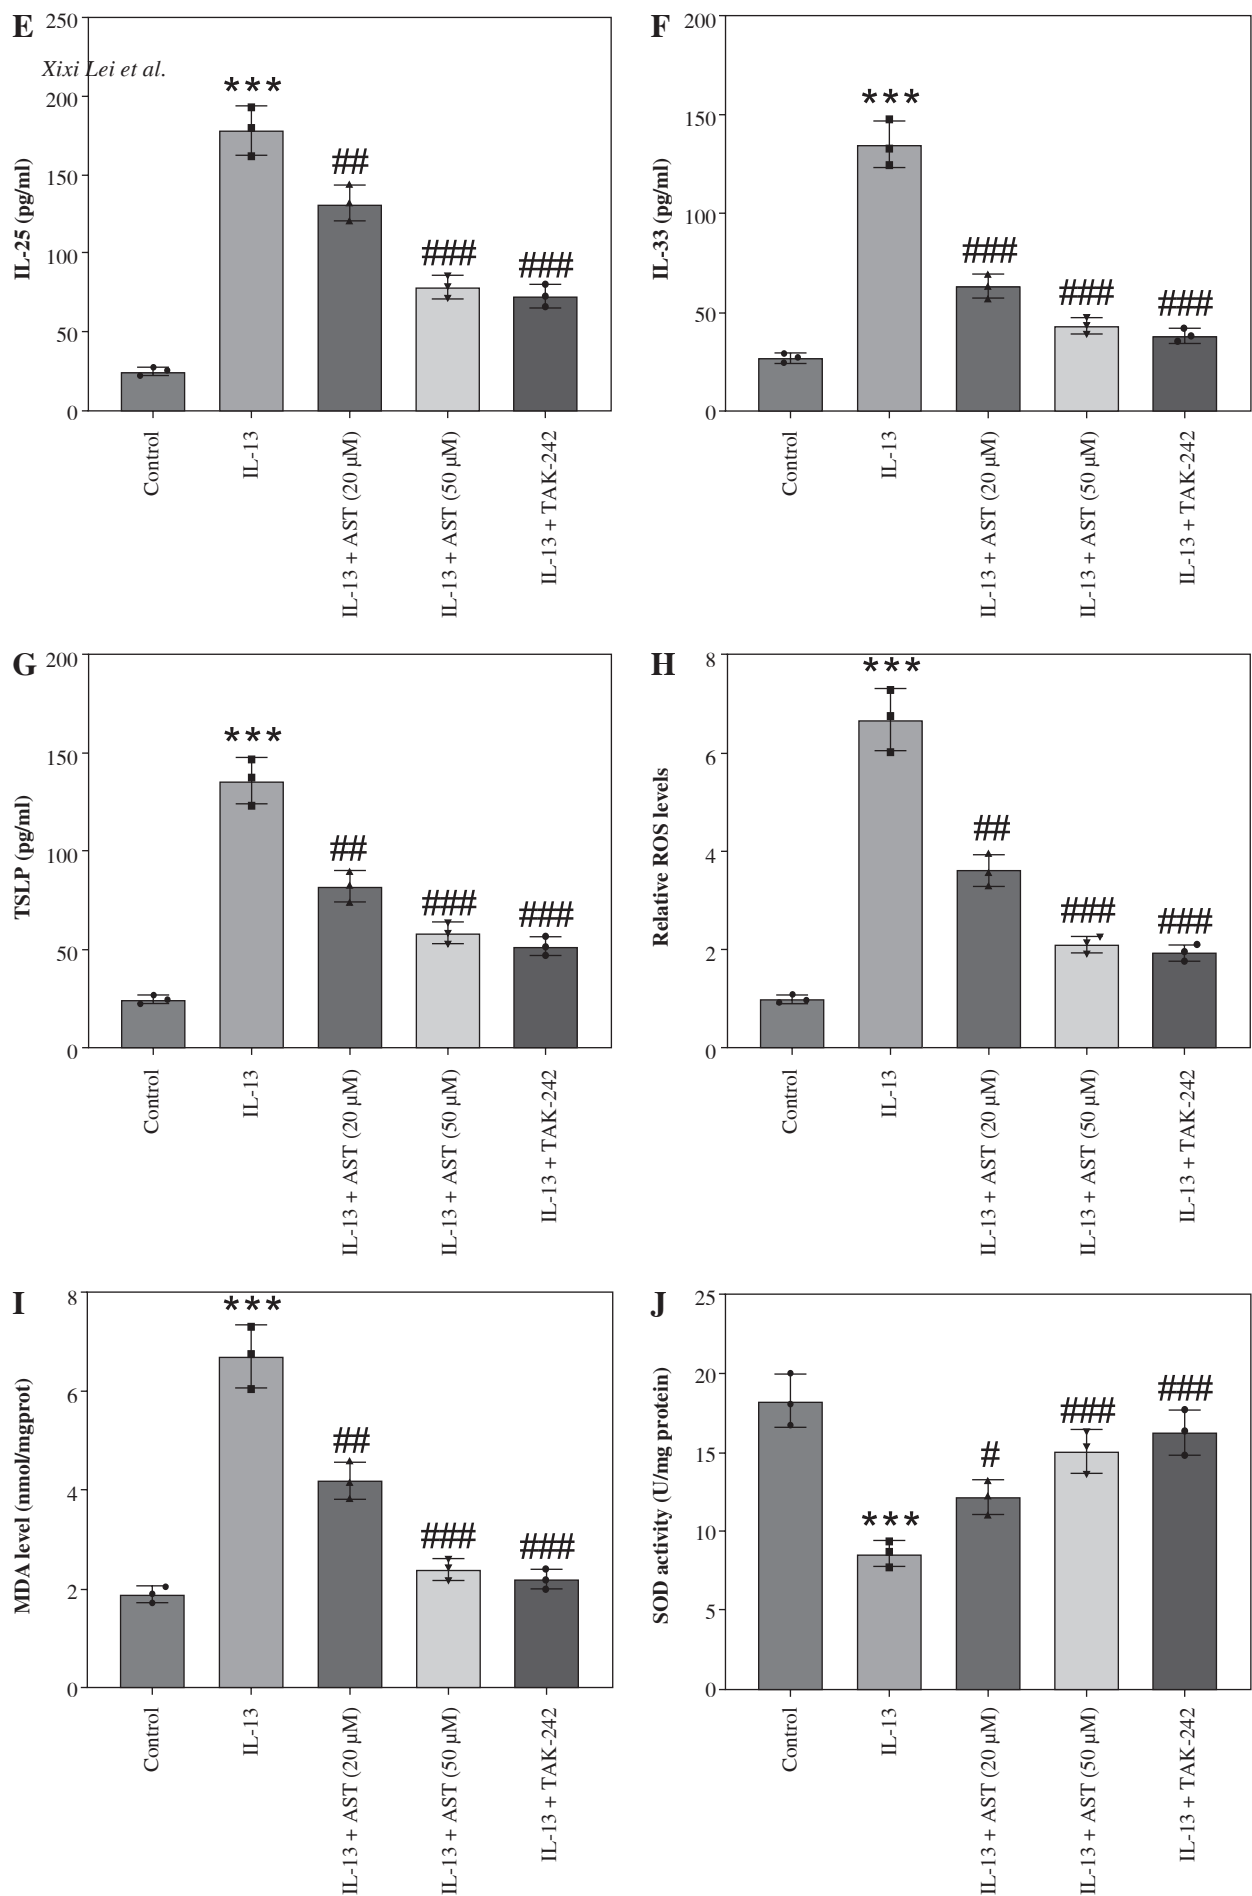 E
Xixi Lei et al.
IL-25 (pg/ml)
250
200
150
100
50
0
***
##
###
###
Control
IL-13
IL-13 + AST (20 µM)
IL-13 + AST (50 µM)
IL-13 + TAK-242
F
IL-33 (pg/ml)
200
150
100
50
0
***
###
###
###
Control
IL-13
IL-13 + AST (20 µM)
IL-13 + AST (50 µM)
IL-13 + TAK-242
G
TSLP (pg/ml)
200
150
100
50
0
***
##
###
###
Control
IL-13
IL-13 + AST (20 µM)
IL-13 + AST (50 µM)
IL-13 + TAK-242
H
Relative ROS levels
8
6
4
2
0
***
##
###
###
Control
IL-13
IL-13 + AST (20 µM)
IL-13 + AST (50 µM)
IL-13 + TAK-242
I
MDA level (nmol/mgprot)
8
6
4
2
0
***
##
###
###
Control
IL-13
IL-13 + AST (20 µM)
IL-13 + AST (50 µM)
IL-13 + TAK-242
J
SOD activity (U/mg protein)
25
20
15
10
5
0
***
#
###
###
Control
IL-13
IL-13 + AST (20 µM)
IL-13 + AST (50 µM)
IL-13 + TAK-242